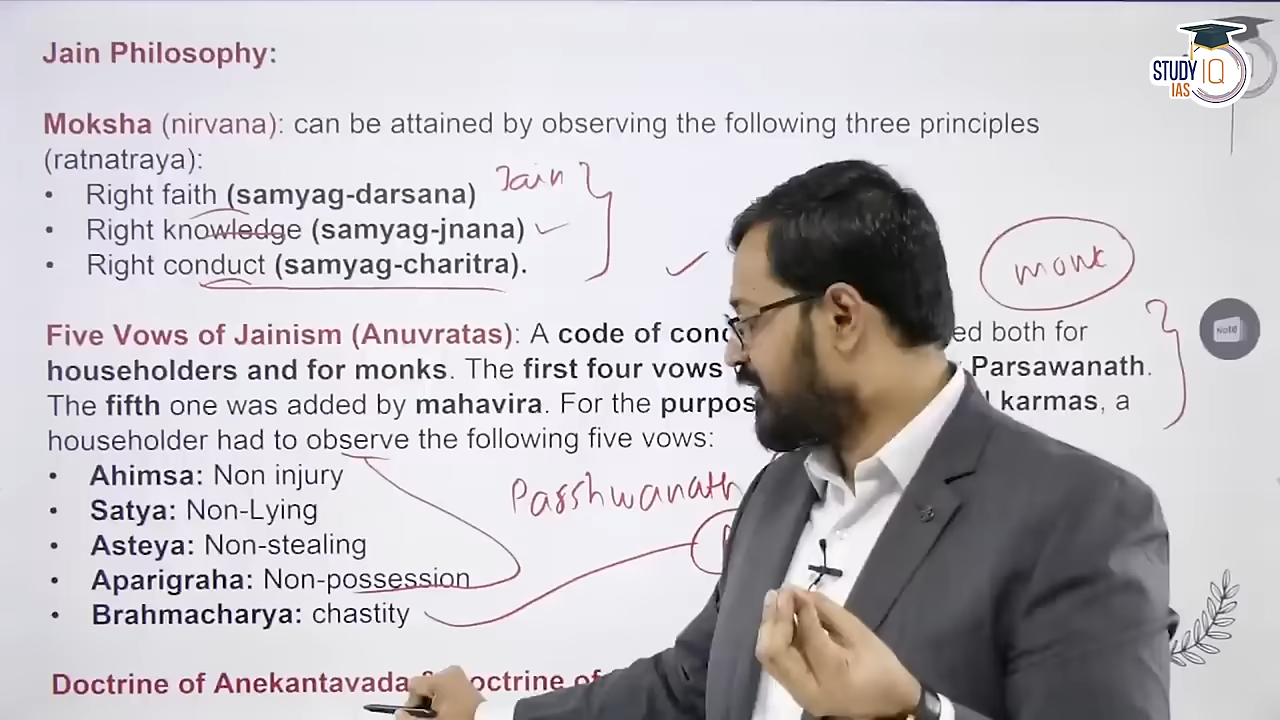 Jain Philosophy:
STUDY IQ
IAS
Moksha (nirvana): can be attained by observing the following three principles
(ratnatraya):
• Right faith (samyag-darsana) Jain
• Right knowledge (samyag-jnana)
• Right conduct (samyag-charitra).
monk
Note
Five Vows of Jainism (Anuvratas): A code of ed both for
householders and for monks. The first four vows Parsawanath.
The fifth one was added by mahavira. For the karmas, a
householder had to observe the following five vows:
• Ahimsa: Non injury
Parshwanath
• Satya: Non-Lying
• Asteya: Non-stealing
• Aparigraha: Non-possession
• Brahmacharya: chastity
Doctrine of Anekantavada of